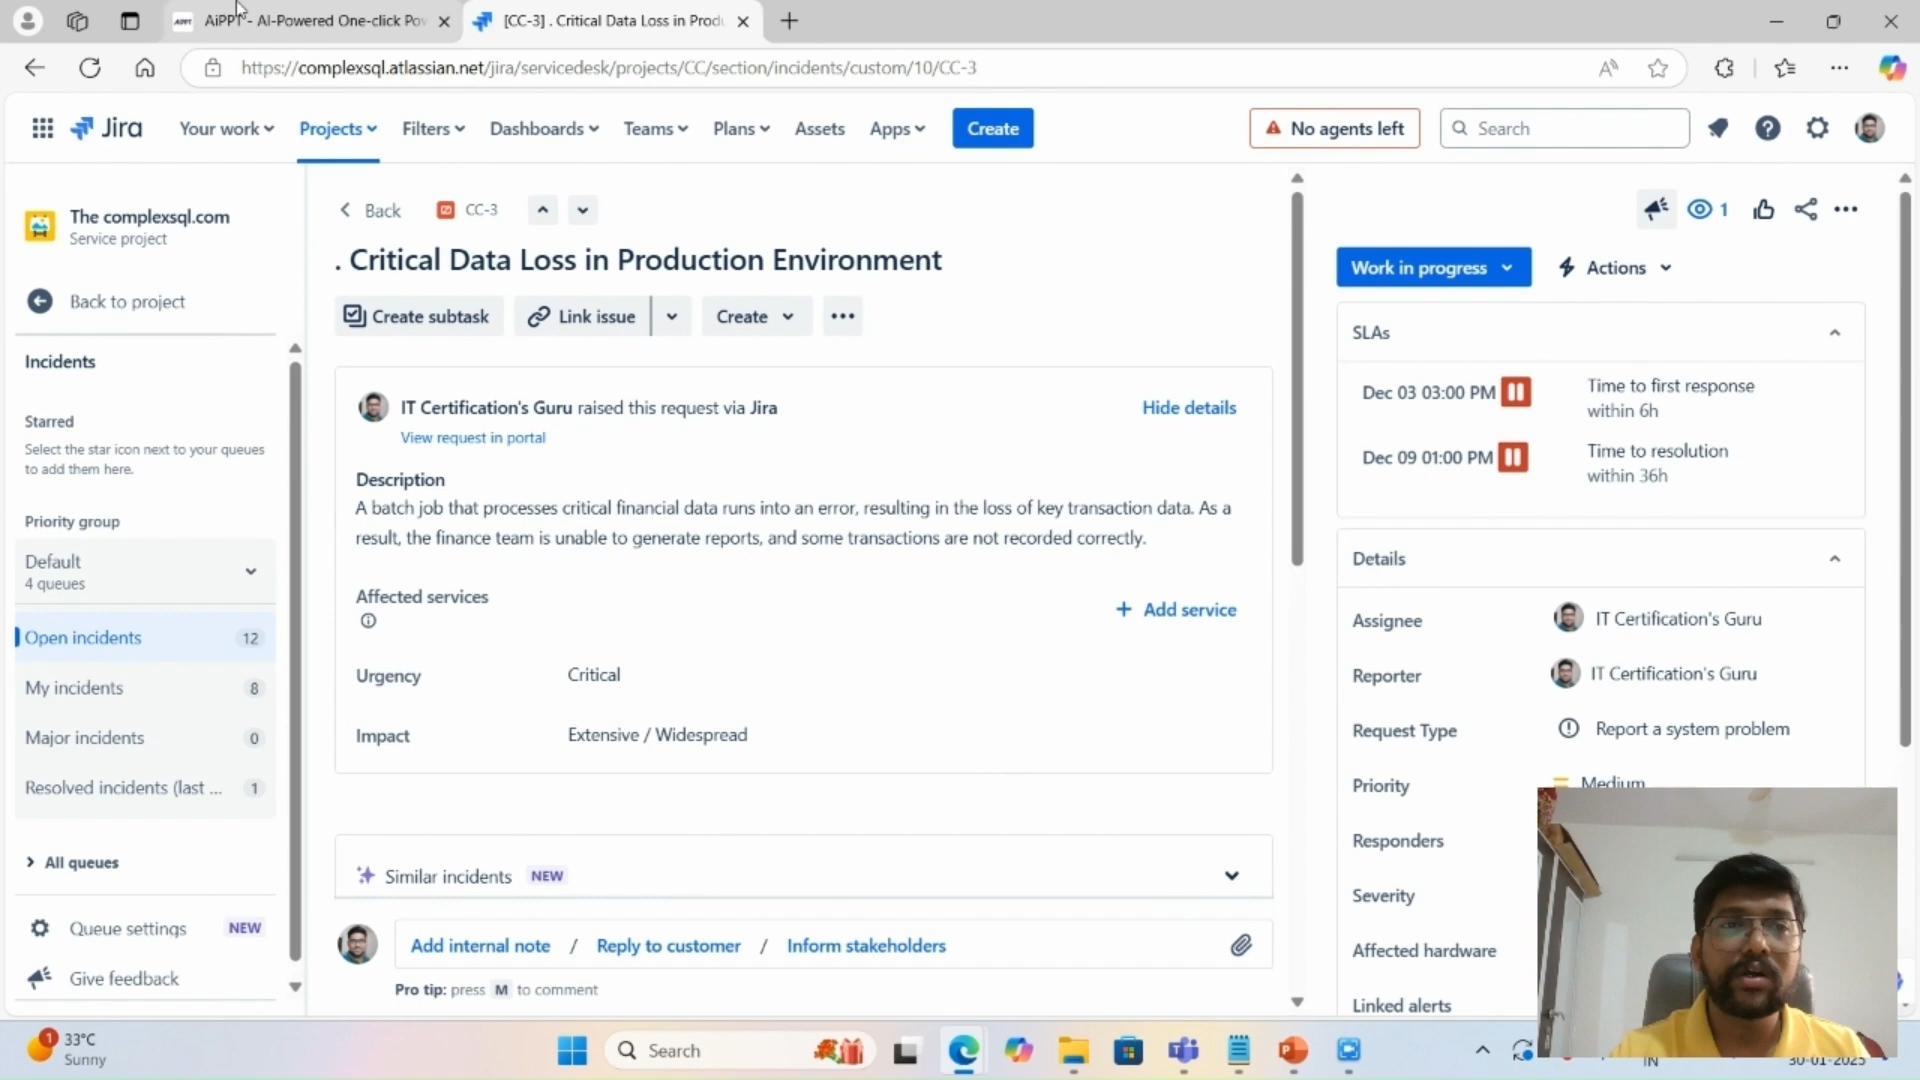 AiPPT - AI-Powered One-click Pow
[CC-3] . Critical Data Loss in Produ
https://complexsql.atlassian.net/jira/servicedesk/projects/CC/section/incidents/custom/10/CC-3
Jira
Your work
Projects
Filters
Dashboards
Teams
Plans
Assets
Apps
Create
No agents left
Search
The complexsql.com
Service project
Back to project
Incidents
Starred
Select the star icon next to your queues
to add them here.
Priority group
Default
4 queues
Open incidents 12
My incidents 8
Major incidents 0
Resolved incidents (last ... 1
All queues
Queue settings NEW
Give feedback
Back
CC-3
. Critical Data Loss in Production Environment
Create subtask
Link issue
Create
IT Certification's Guru raised this request via Jira
Hide details
View request in portal
Description
A batch job that processes critical financial data runs into an error, resulting in the loss of key transaction data. As a
result, the finance team is unable to generate reports, and some transactions are not recorded correctly.
Affected services
+ Add service
Urgency Critical
Impact Extensive / Widespread
Similar incidents NEW
Add internal note / Reply to customer / Inform stakeholders
Pro tip: press M to comment
1
Work in progress
Actions
SLAs
Dec 03 03:00 PM
Time to first response
within 6h
Dec 09 01:00 PM
Time to resolution
within 36h
Details
Assignee IT Certification's Guru
Reporter IT Certification's Guru
Request Type Report a system problem
Priority Medium
Responders
Severity
Affected hardware
Linked alerts
1
33°C
Sunny
Search
IN
30-01-2025